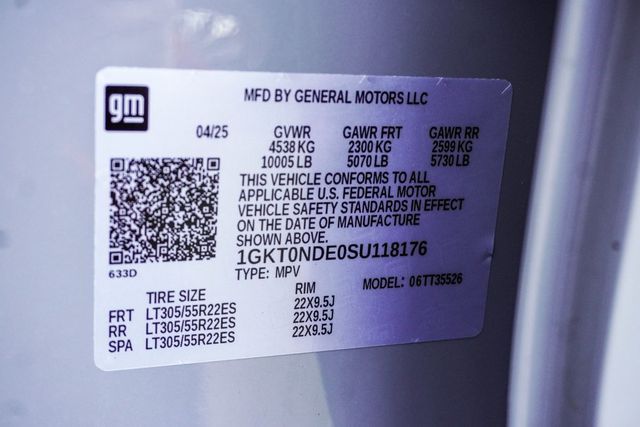 gm
MFD BY GENERAL MOTORS LLC
04/25 GVWR GAWR FRT GAWR RR
4538 KG 2300 KG 2599 KG
10005 LB 5070 LB 5730 LB
THIS VEHICLE CONFORMS TO ALL
APPLICABLE U.S. FEDERAL MOTOR
VEHICLE SAFETY STANDARDS IN EFFECT
ON THE DATE OF MANUFACTURE
SHOWN ABOVE.
1GKT0NDE0SU118176
633D
TYPE: MPV MODEL: 06TT35526
TIRE SIZE RIM
FRT LT305/55R22ES 22X9.5J
RR LT305/55R22ES 22X9.5J
SPA LT305/55R22ES 22X9.5J